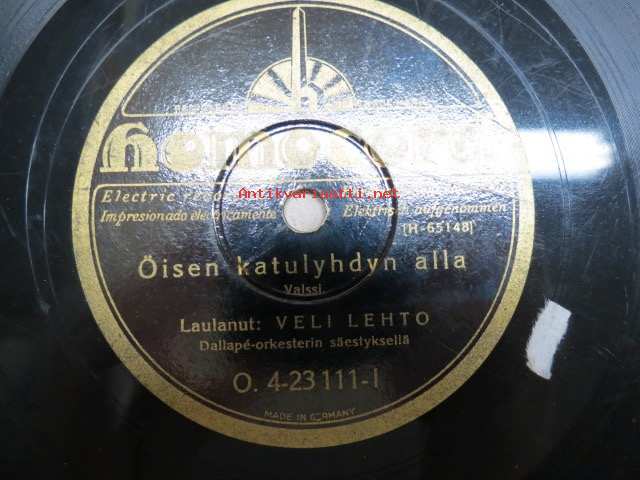 Electric
Antikvariaatti.net
Impresionado eléctricamente Elektrisch aufgenommen
[H-65148]
Öisen katulyhdyn alla
Valssi.
Laulanut: VELI LEHTO
Dallapé-orkesterin säestyksellä
O. 4-23111-I
MADE IN GERMANY